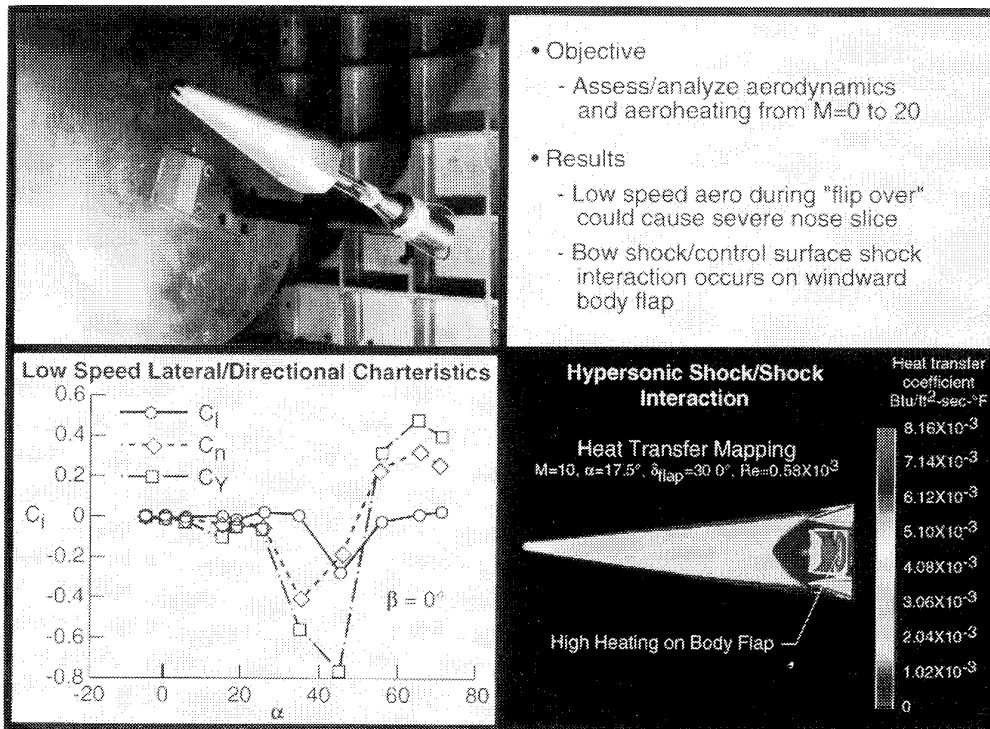 • Objective
- Assess/analyze aerodynamics
and aeroheating from M=0 to 20
• Results
- Low speed aero during "flip over"
could cause severe nose slice
- Bow shock/control surface shock
interaction occurs on windward
body flap
Low Speed Lateral/Directional Charteristics
0.6
0.4
0.2
0
-0.2
-0.4
-0.6
-0.8
C_i
C_l
C_n
C_Y
β = 0°
-20
0
20
40
60
80
α
Hypersonic Shock/Shock
Interaction
Heat Transfer Mapping
M=10, α=17.5°, δ_flap=30.0°, Re=0.58X10^3
High Heating on Body Flap
Heat transfer
coefficient
Btu/ft^2-sec-°F
8.16X10^-3
7.14X10^-3
6.12X10^-3
5.10X10^-3
4.08X10^-3
3.06X10^-3
2.04X10^-3
1.02X10^-3
0